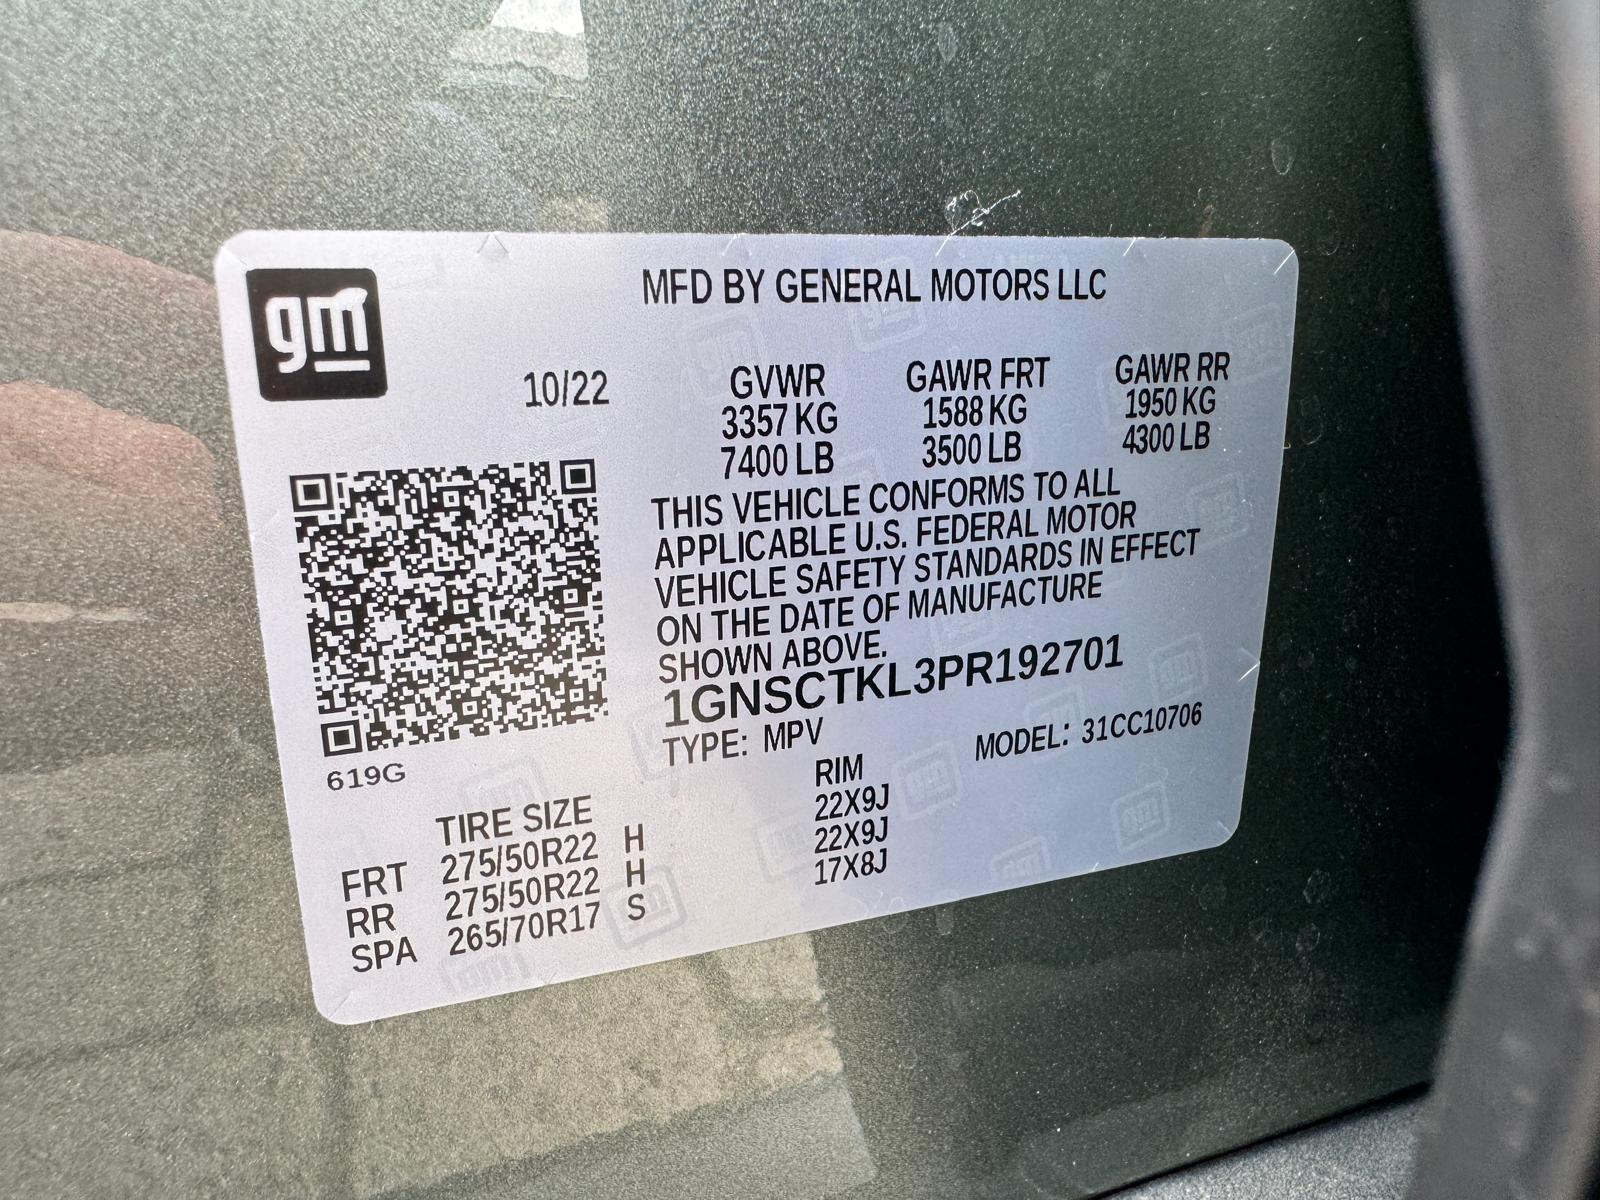 gm
MFD BY GENERAL MOTORS LLC
10/22
GVWR GAWR FRT GAWR RR
3357 KG 1588 KG 1950 KG
7400 LB 3500 LB 4300 LB
THIS VEHICLE CONFORMS TO ALL
APPLICABLE U.S. FEDERAL MOTOR
VEHICLE SAFETY STANDARDS IN EFFECT
ON THE DATE OF MANUFACTURE
SHOWN ABOVE.
1GNSCTKL3PR192701
TYPE: MPV MODEL: 31CC10706
619G
TIRE SIZE RIM
FRT 275/50R22 H 22X9J
RR 275/50R22 H 22X9J
SPA 265/70R17 S 17X8J